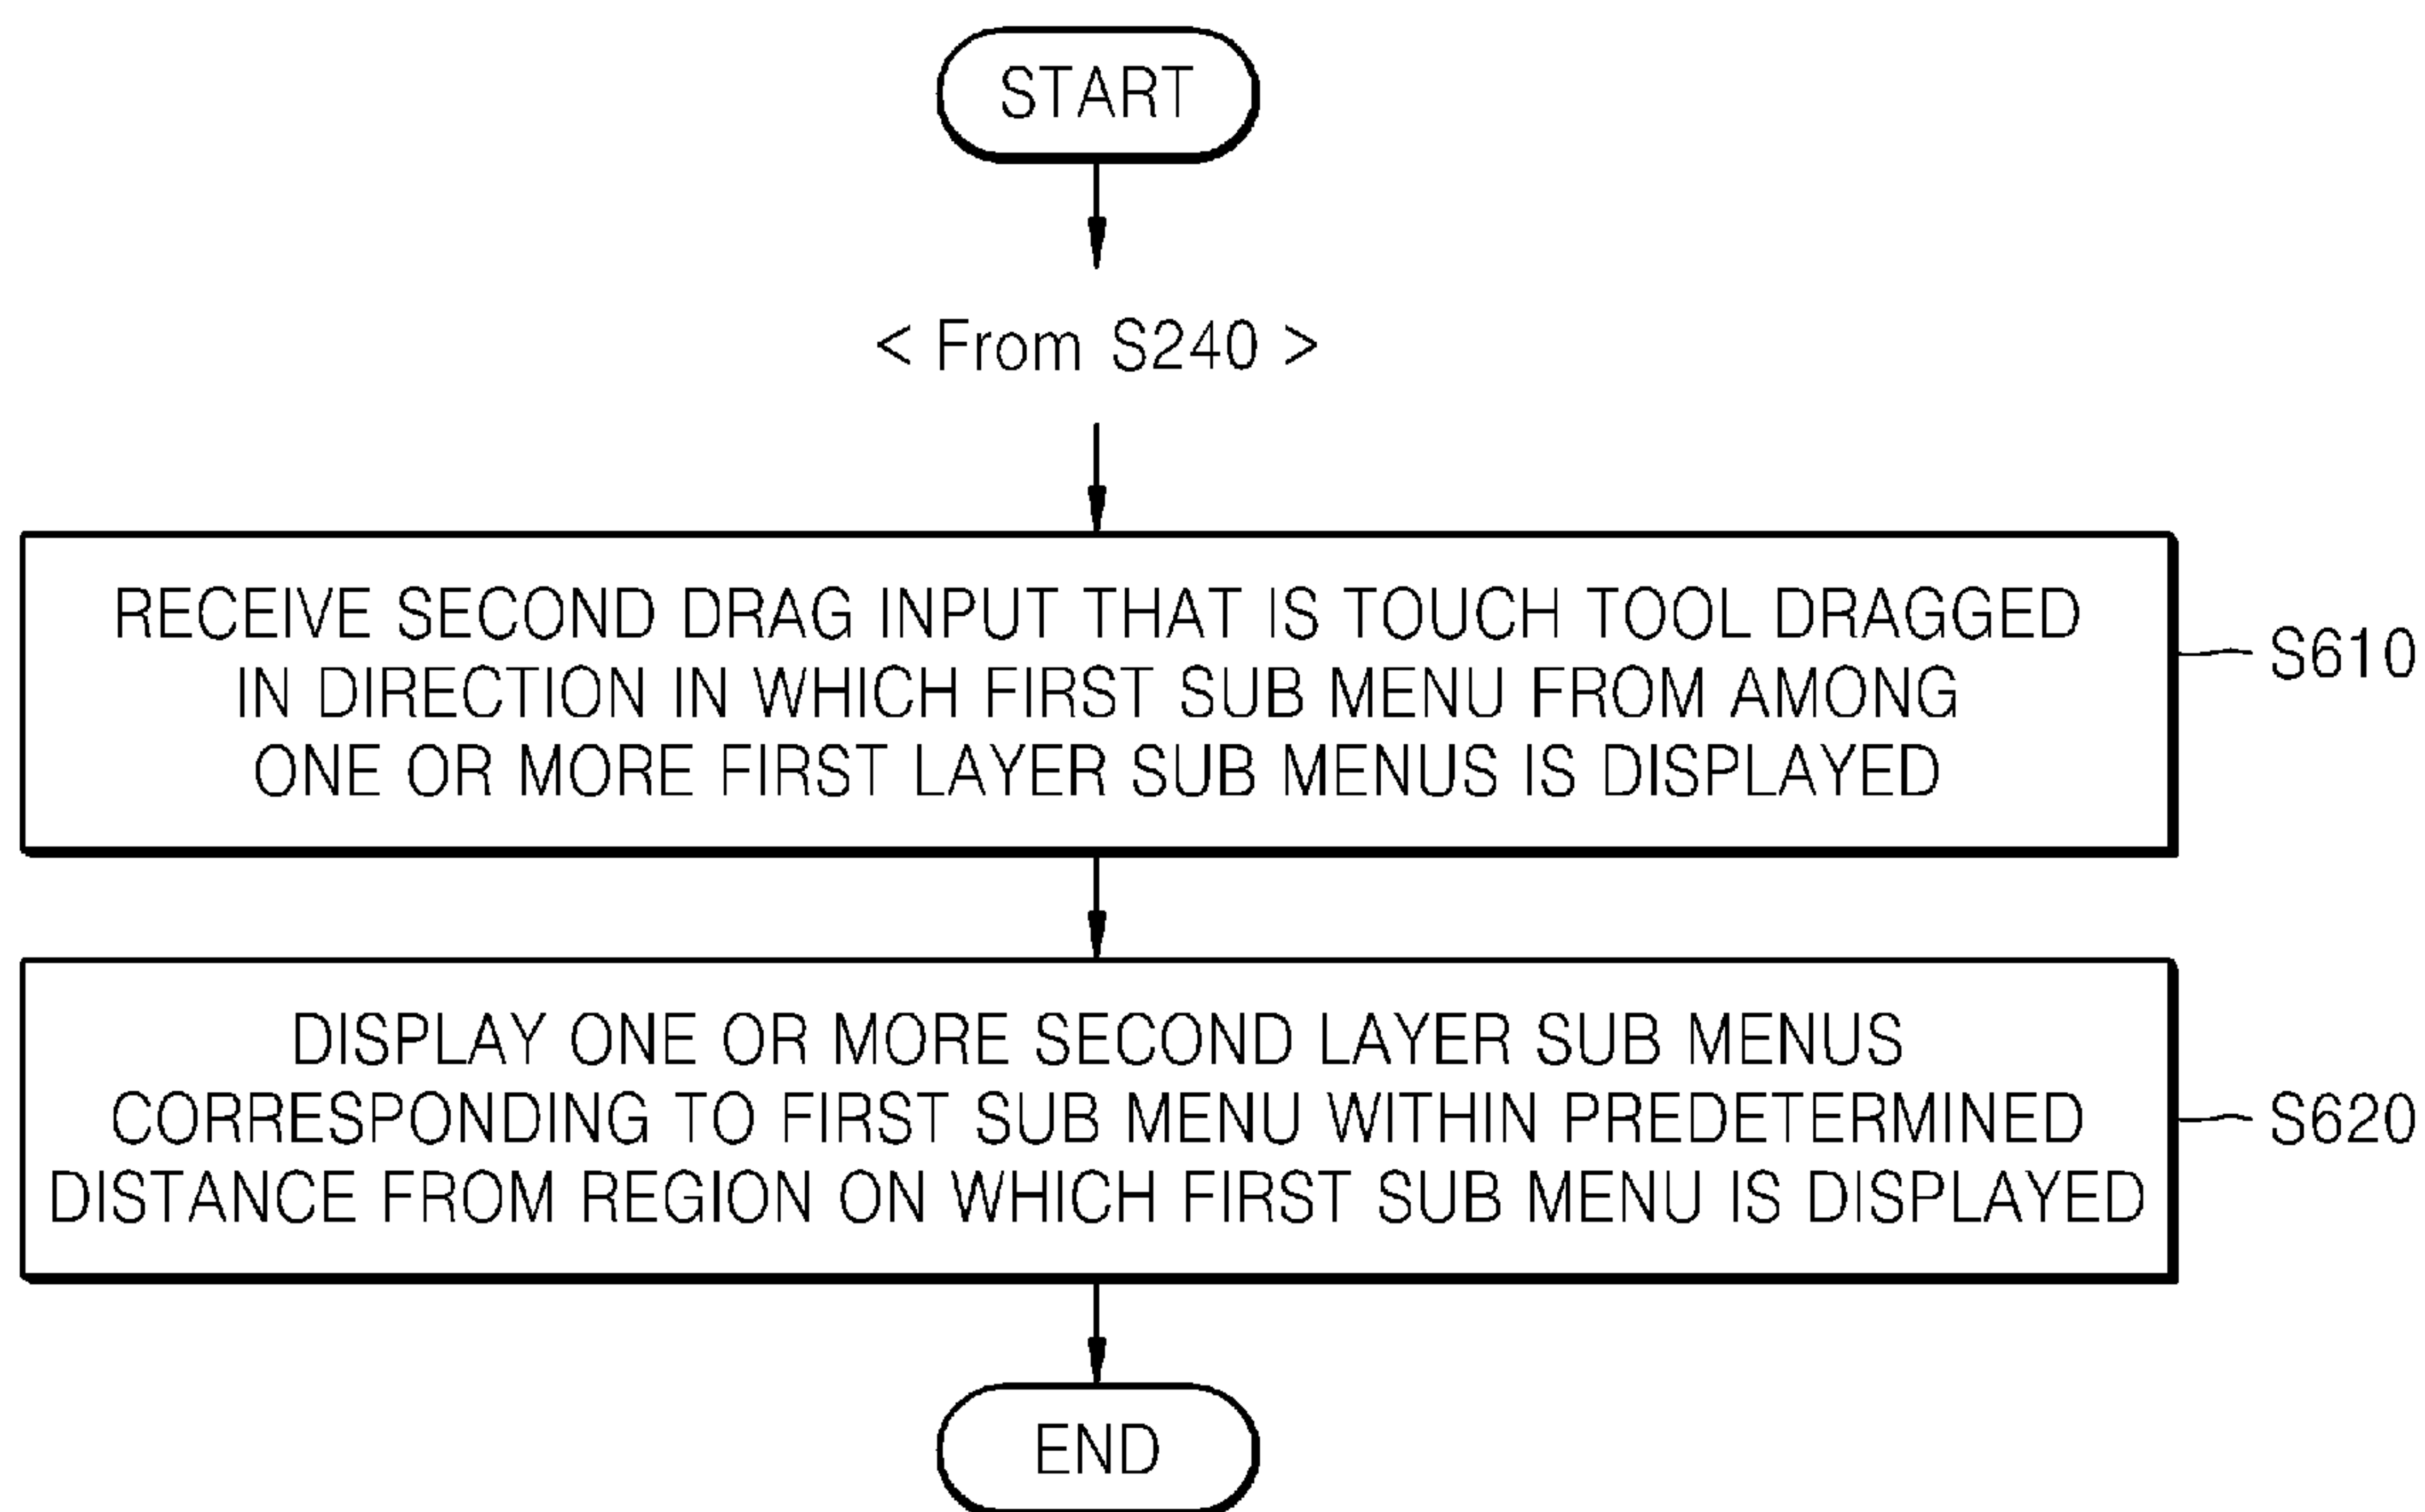 START
< From S240 >
RECEIVE SECOND DRAG INPUT THAT IS TOUCH TOOL DRAGGED
IN DIRECTION IN WHICH FIRST SUB MENU FROM AMONG
ONE OR MORE FIRST LAYER SUB MENUS IS DISPLAYED
S610
DISPLAY ONE OR MORE SECOND LAYER SUB MENUS
CORRESPONDING TO FIRST SUB MENU WITHIN PREDETERMINED
DISTANCE FROM REGION ON WHICH FIRST SUB MENU IS DISPLAYED
S620
END